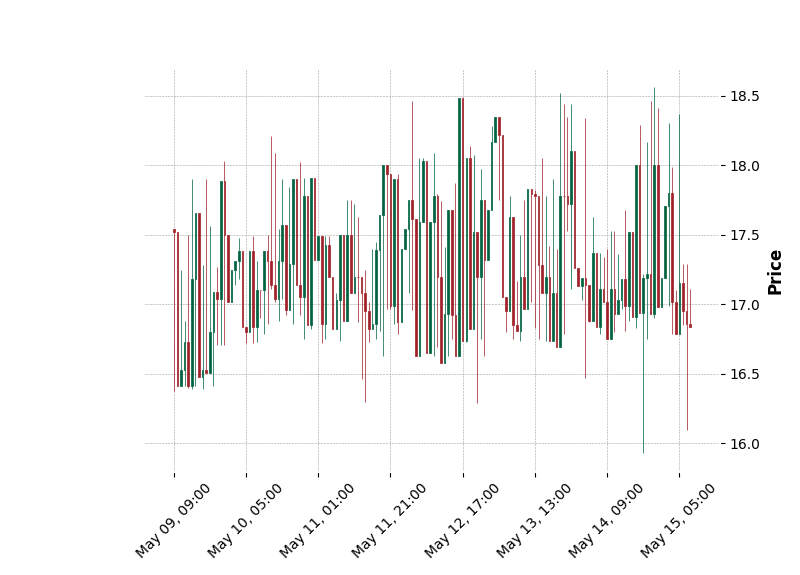 18.5
18.0
17.5
17.0
16.5
16.0
Price
May 09, 09:00
May 10, 05:00
May 11, 01:00
May 11, 21:00
May 12, 17:00
May 13, 13:00
May 14, 09:00
May 15, 05:00